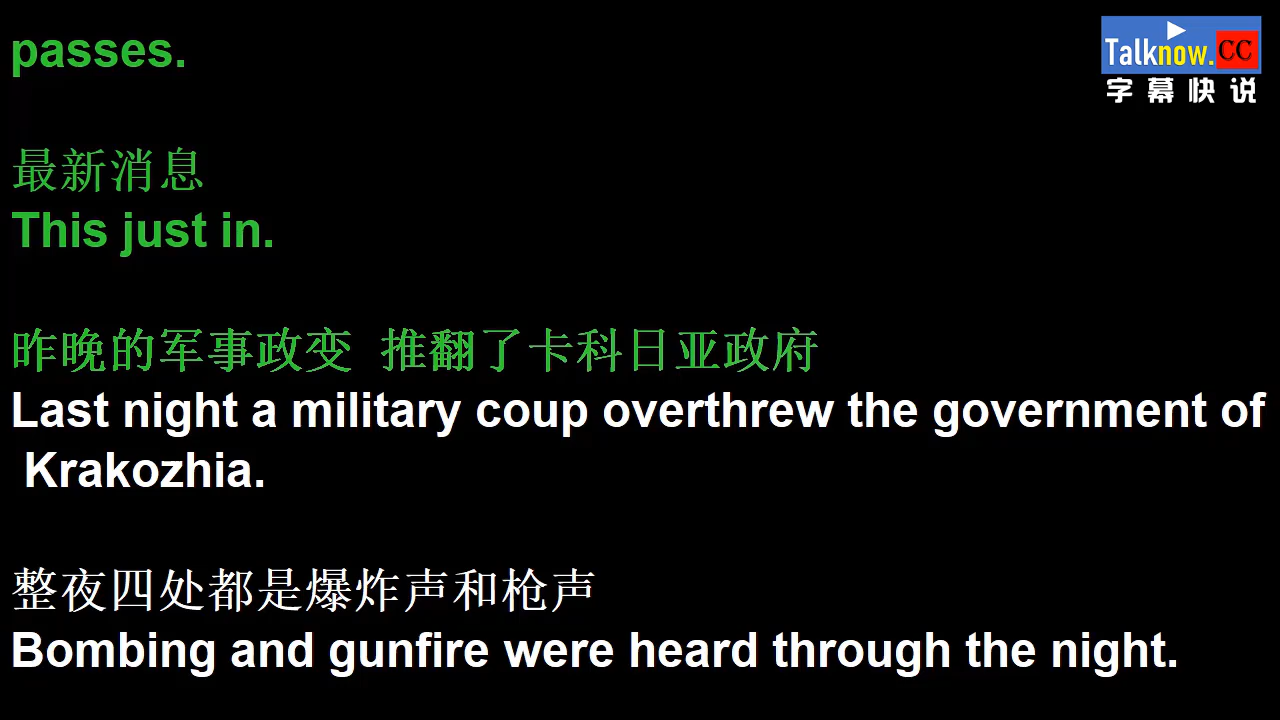 passes.
Talknow.CC
字幕快说
最新消息
This just in.
昨晚的军事政变 推翻了卡科日亚政府
Last night a military coup overthrew the government of
Krakozhia.
整夜四处都是爆炸声和枪声
Bombing and gunfire were heard through the night.